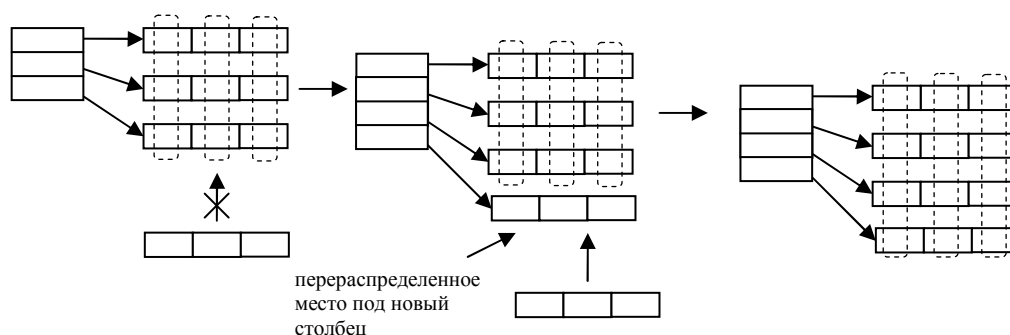 перераспределенное
место под новый
столбец